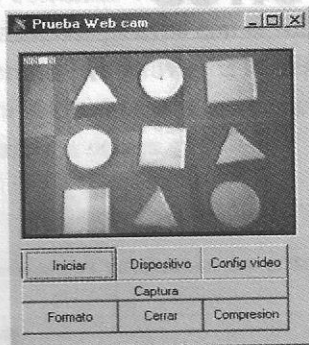 Prueba Web cam
Iniciar Dispositivo Config video
Captura
Formato Cerrar Compresion